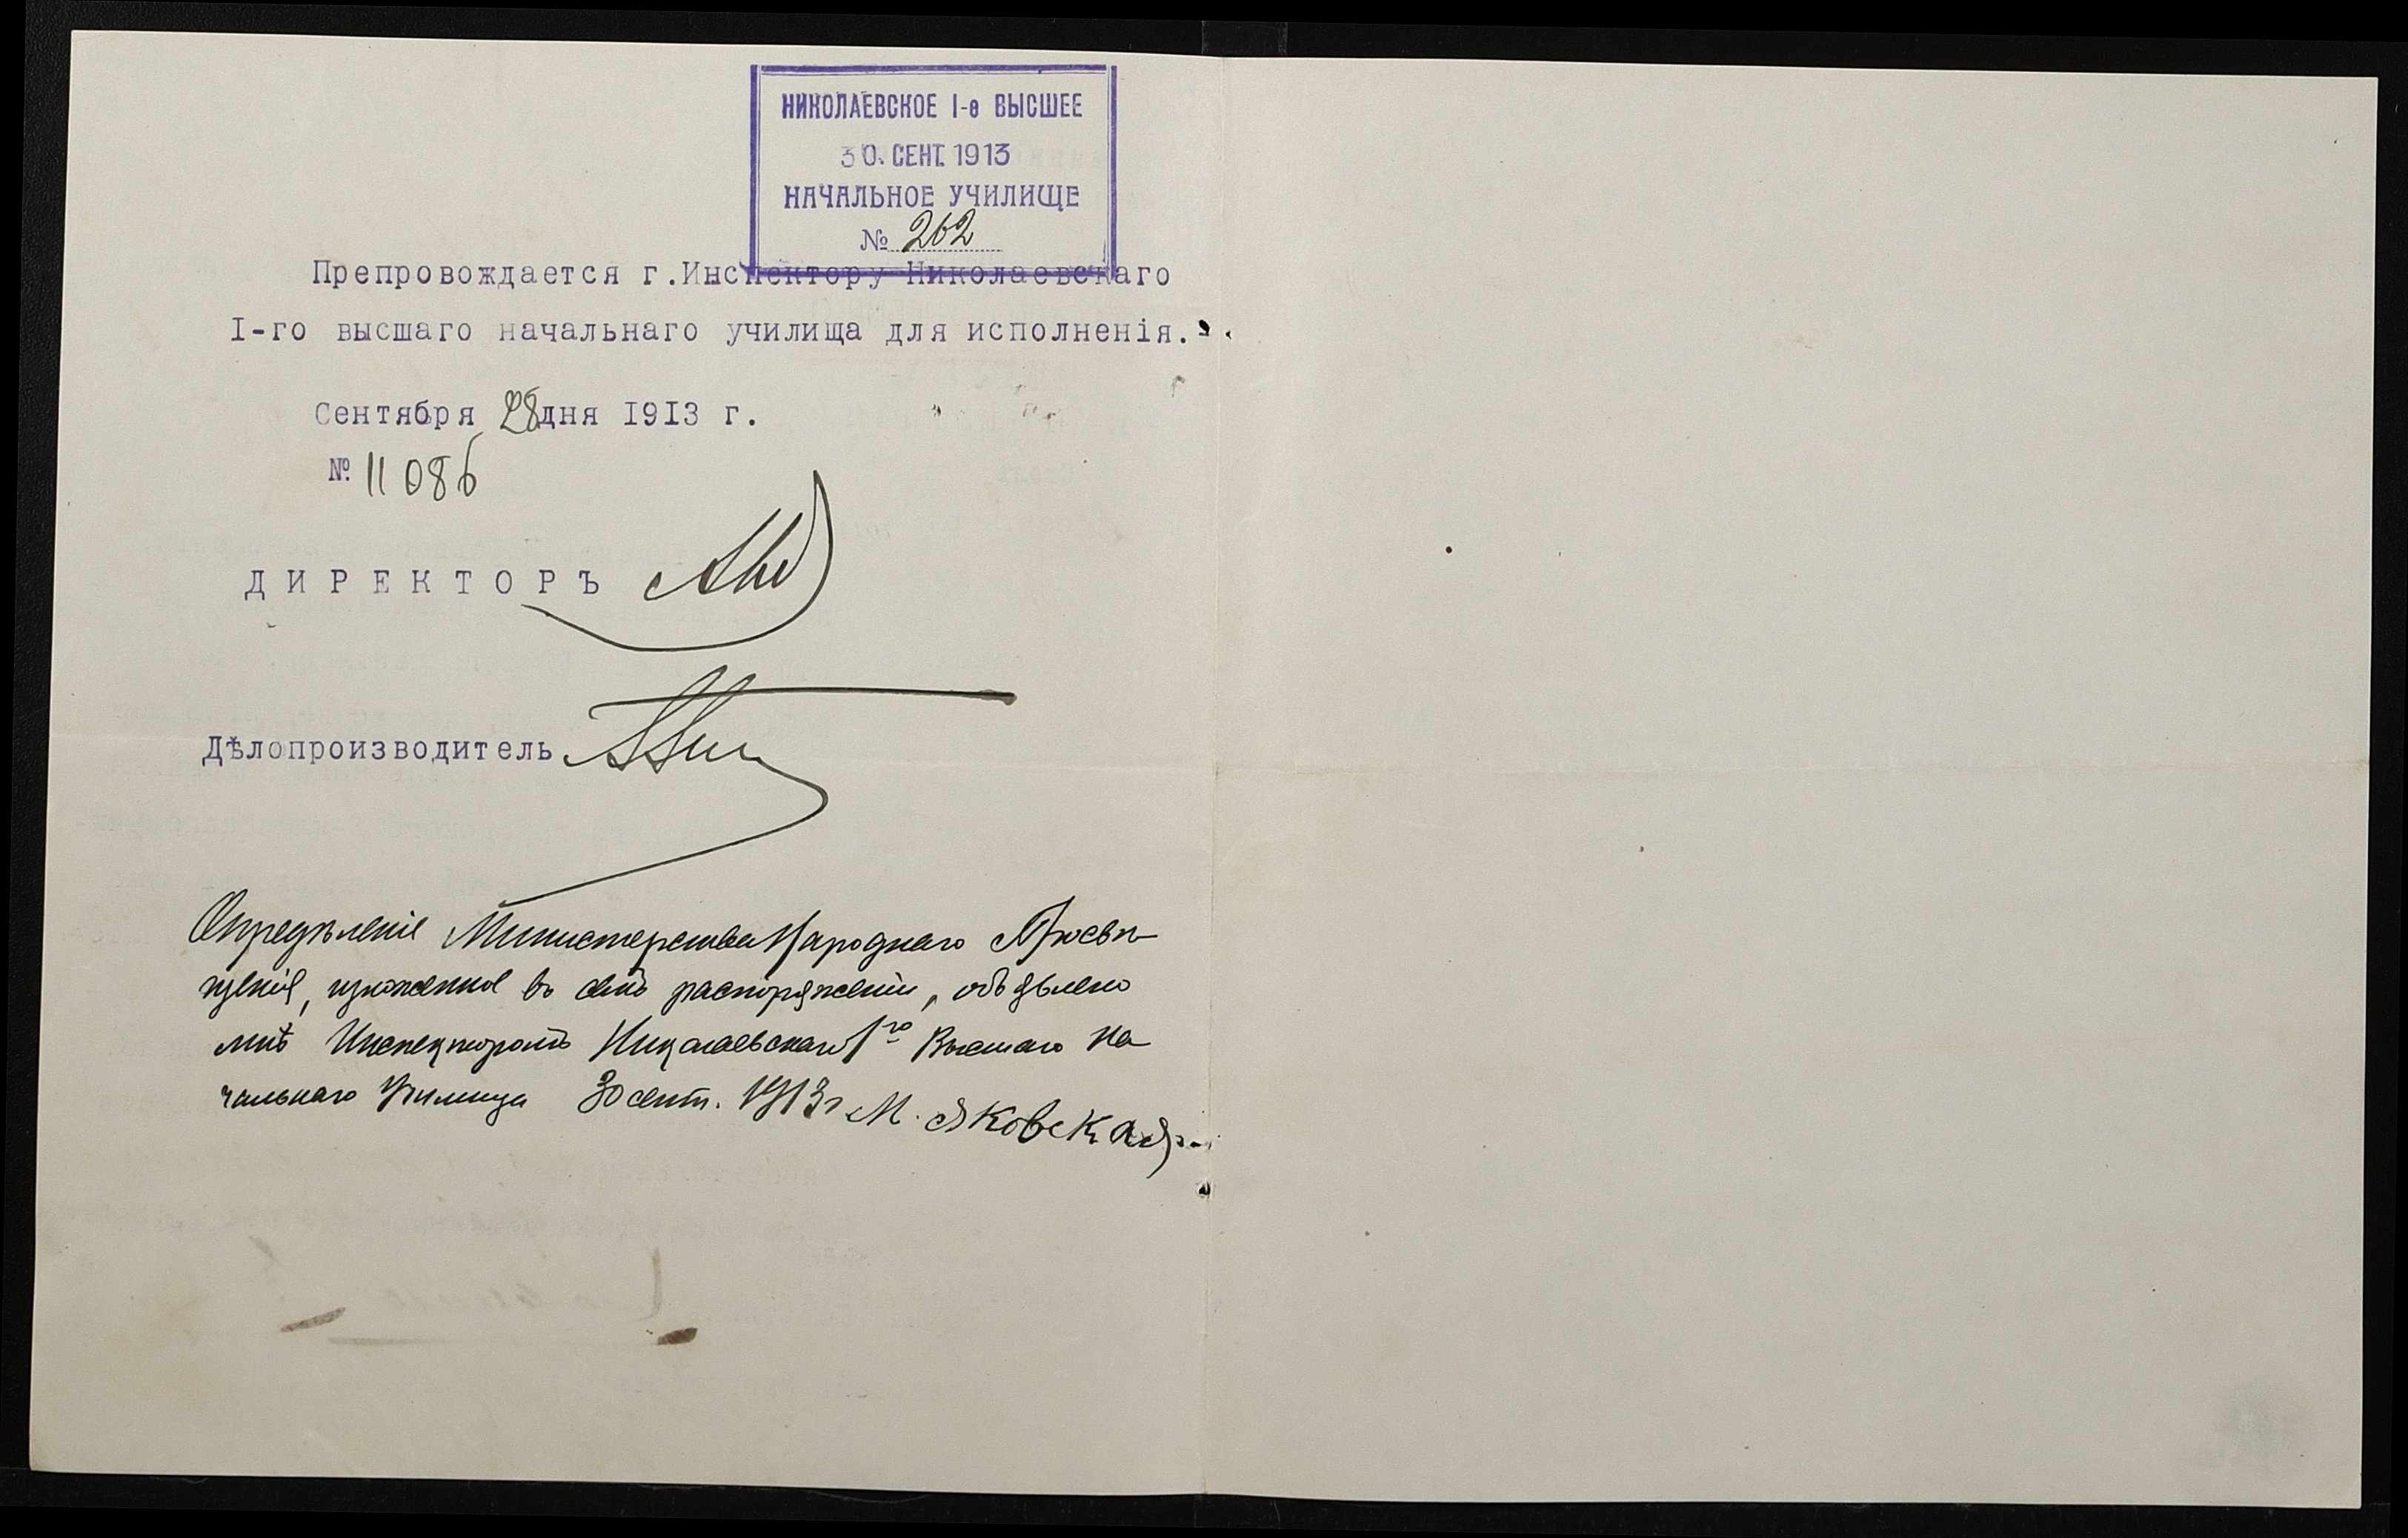 НИКОЛАЕВСКОЕ I-е ВЫСШЕЕ
30. СЕНТ. 1913
НАЧАЛЬНОЕ УЧИЛИЩЕ
№ 262
Препровождается г.Инспектору Николаевскаго
I-го высшаго начальнаго училища для исполненія.
Сентября 28 дня 1913 г.
№ 11086
ДИРЕКТОРЪ
Дѣлопроизводитель
Опредѣленіе Министерства Народнаго Просвѣ-
щенія, изложенное въ семъ распоряженіи, объявлено
мнѣ Инспекторомъ Николаевскаго 1го Высшаго На
чальнаго Училища 30 сент. 1913 г М. Яковская